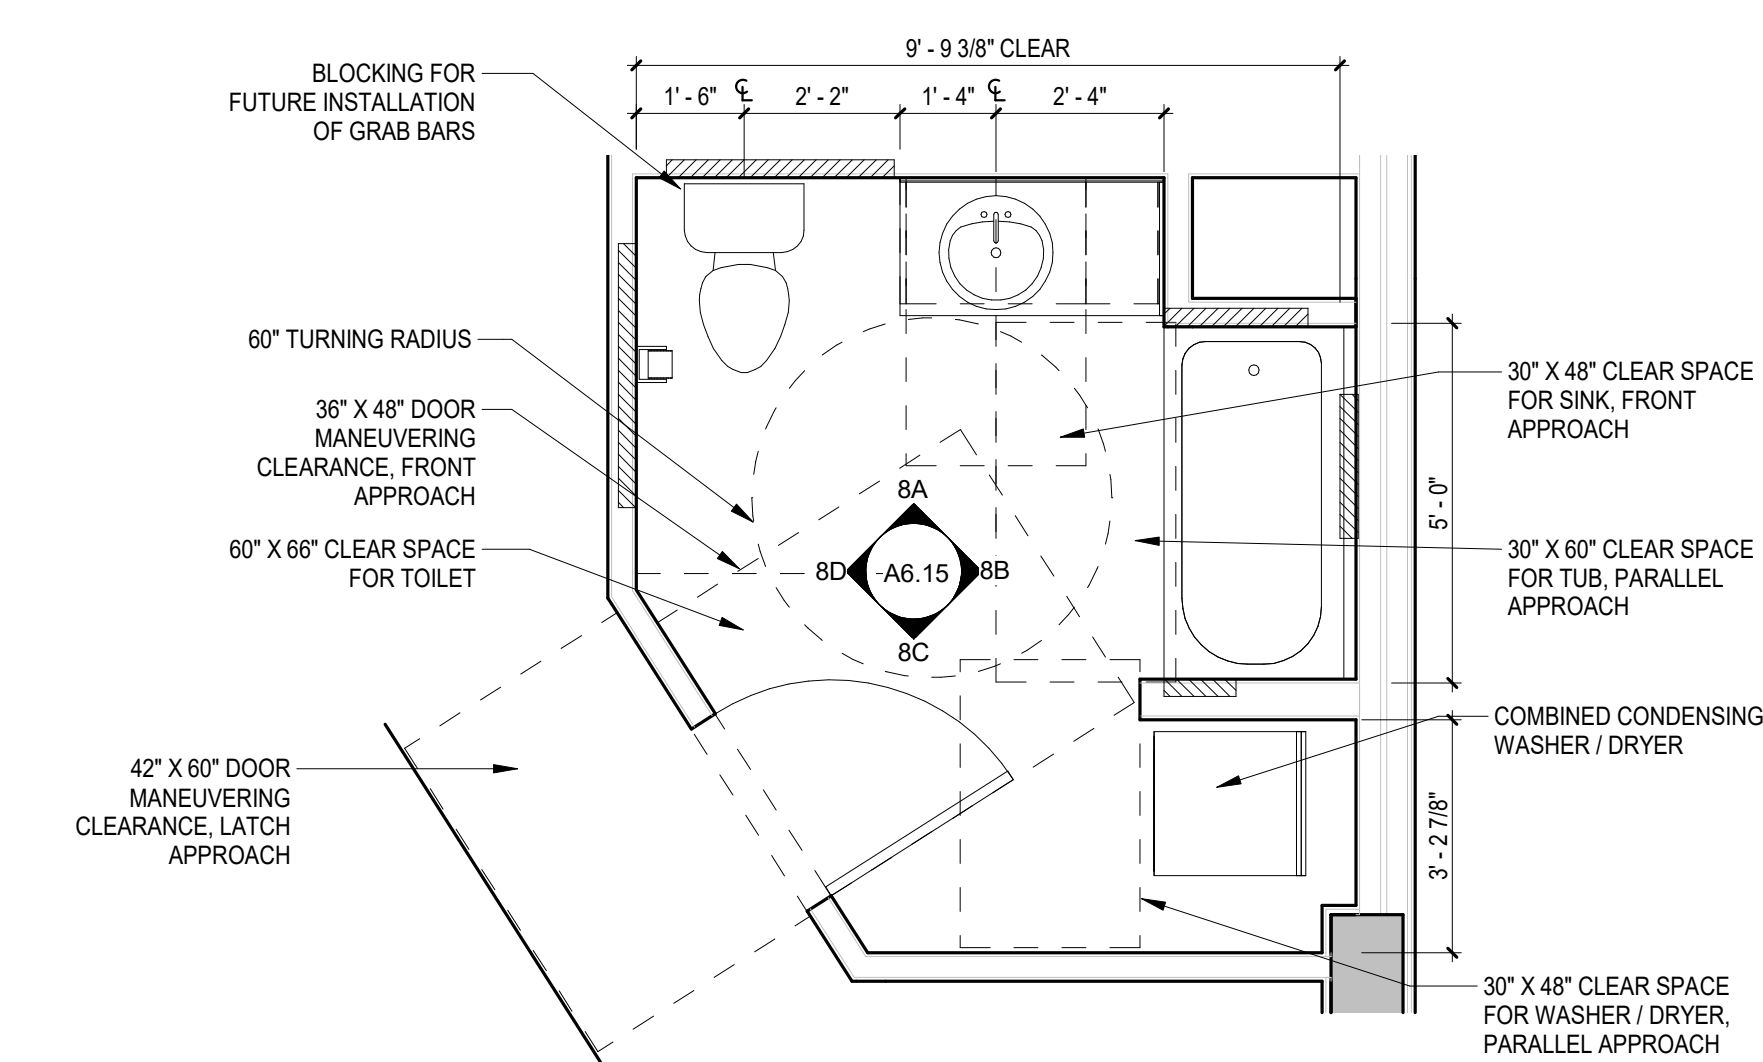 9' - 9 3/8" CLEAR
1' - 6"
℄
2' - 2"
1' - 4"
℄
2' - 4"
BLOCKING FOR
FUTURE INSTALLATION
OF GRAB BARS
60" TURNING RADIUS
36" X 48" DOOR
MANEUVERING
CLEARANCE, FRONT
APPROACH
60" X 66" CLEAR SPACE
FOR TOILET
42" X 60" DOOR
MANEUVERING
CLEARANCE, LATCH
APPROACH
8A
8D
A6.15
8B
8C
30" X 48" CLEAR SPACE
FOR SINK, FRONT
APPROACH
5' - 0"
30" X 60" CLEAR SPACE
FOR TUB, PARALLEL
APPROACH
COMBINED CONDENSING
WASHER / DRYER
3' - 2 7/8"
30" X 48" CLEAR SPACE
FOR WASHER / DRYER,
PARALLEL APPROACH